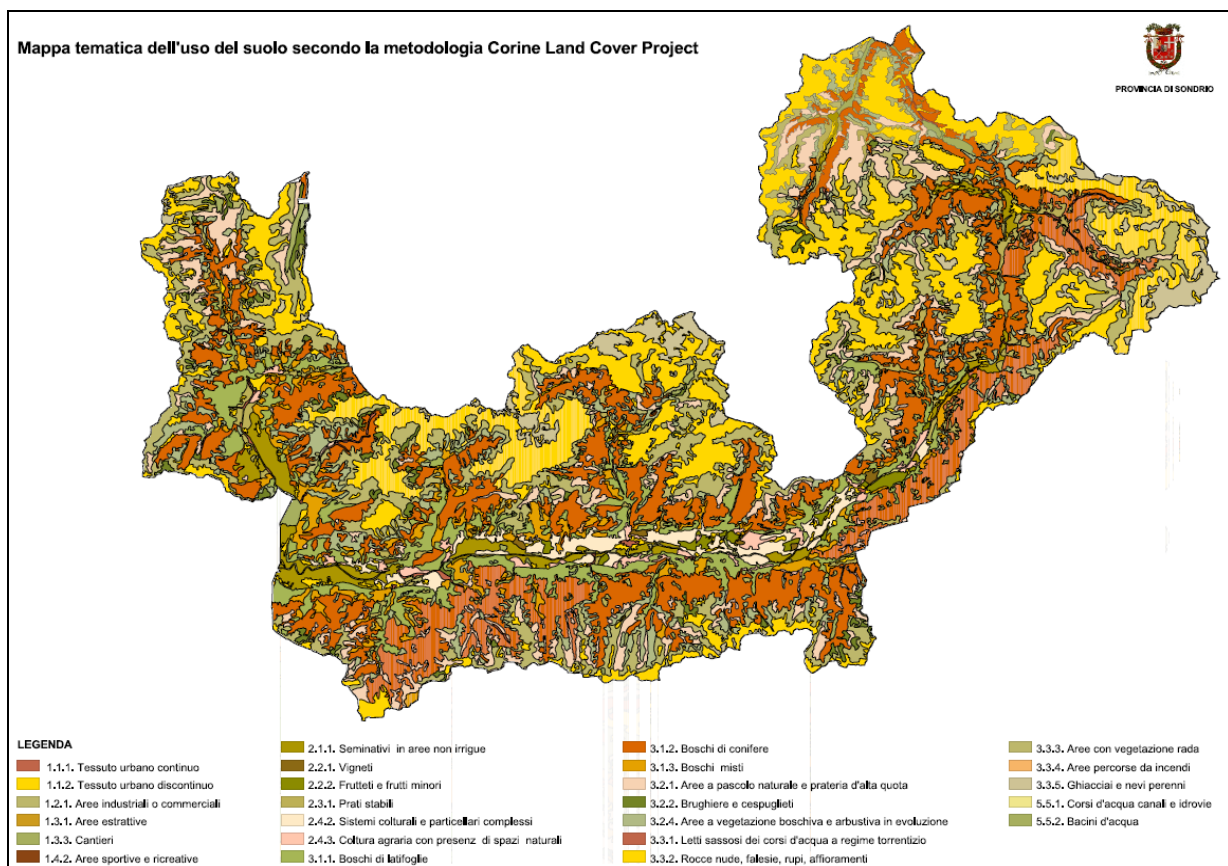 Mappa tematica dell'uso del suolo secondo la metodologia Corine Land Cover Project
PROVINCIA DI SONDRIO
LEGENDA
1.1.1. Tessuto urbano continuo
1.1.2. Tessuto urbano discontinuo
1.2.1. Aree industriali o commerciali
1.3.1. Aree estrattive
1.3.3. Cantieri
1.4.2. Aree sportive e ricreative
2.1.1. Seminativi in aree non irrigue
2.2.1. Vigneti
2.2.2. Frutteti e frutti minori
2.3.1. Prati stabili
2.4.2. Sistemi colturali e particellari complessi
2.4.3. Coltura agraria con presenz di spazi naturali
3.1.1. Boschi di latifoglie
3.1.2. Boschi di conifere
3.1.3. Boschi misti
3.2.1. Aree a pascolo naturale e prateria d'alta quota
3.2.2. Brughiere e cespuglieti
3.2.4. Aree a vegetazione boschiva e arbustiva in evoluzione
3.3.1. Letti sassosi dei corsi d'acqua a regime torrentizio
3.3.2. Rocce nude, falesie, rupi, affioramenti
3.3.3. Aree con vegetazione rada
3.3.4. Aree percorse da incendi
3.3.5. Ghiacciai e nevi perenni
5.5.1. Corsi d'acqua canali e idrovie
5.5.2. Bacini d'acqua